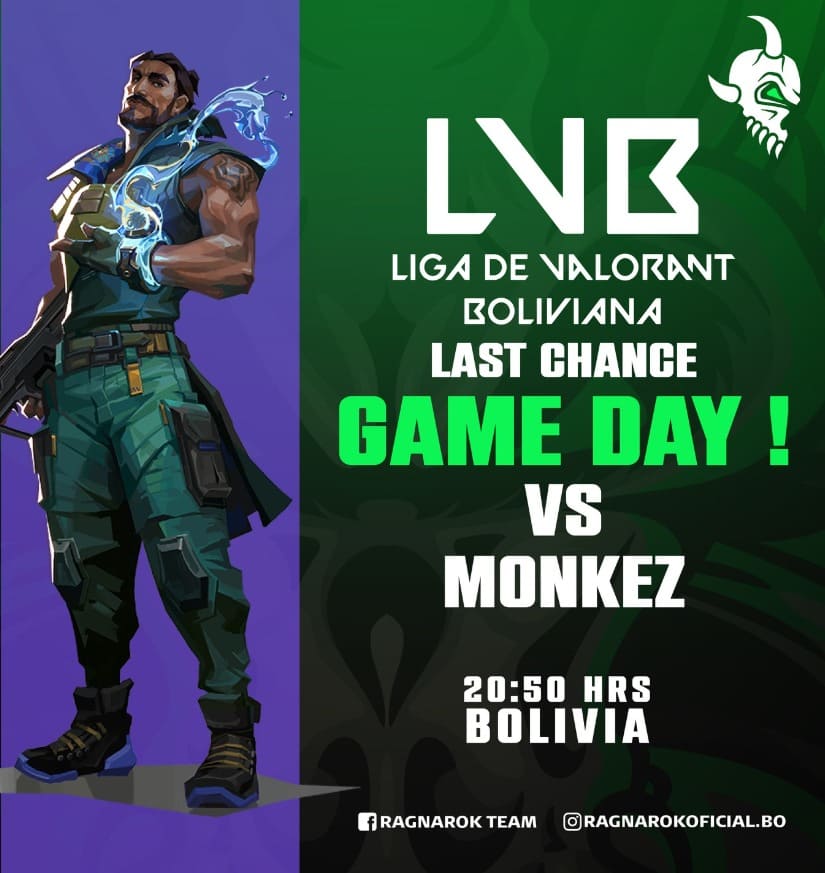 LVB
LIGA DE VALORANT
BOLIVIANA
LAST CHANCE
GAME DAY !
VS
MONKEZ
20:50 HRS
BOLIVIA
RAGNAROK TEAM
RAGNAROKOFICIAL.BO